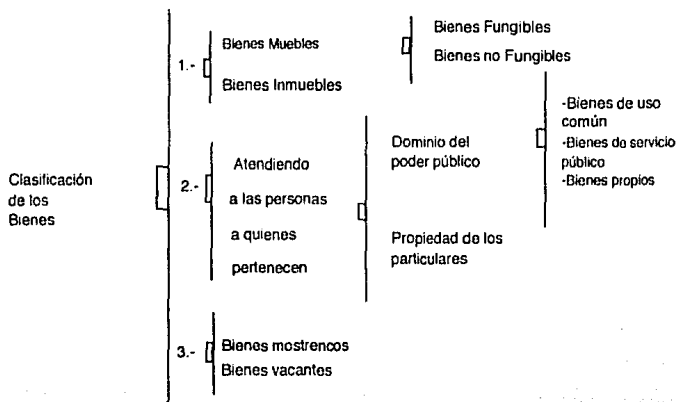 Clasificación
de los
Bienes
1.-
Bienes Muebles
Bienes Inmuebles
Bienes Fungibles
Bienes no Fungibles
2.-
Atendiendo
a las personas
a quienes
pertenecen
Dominio del
poder público
Propiedad de los
particulares
-Bienes de uso
común
-Bienes de servicio
público
-Bienes propios
3.-
Bienes mostrencos
Bienes vacantes